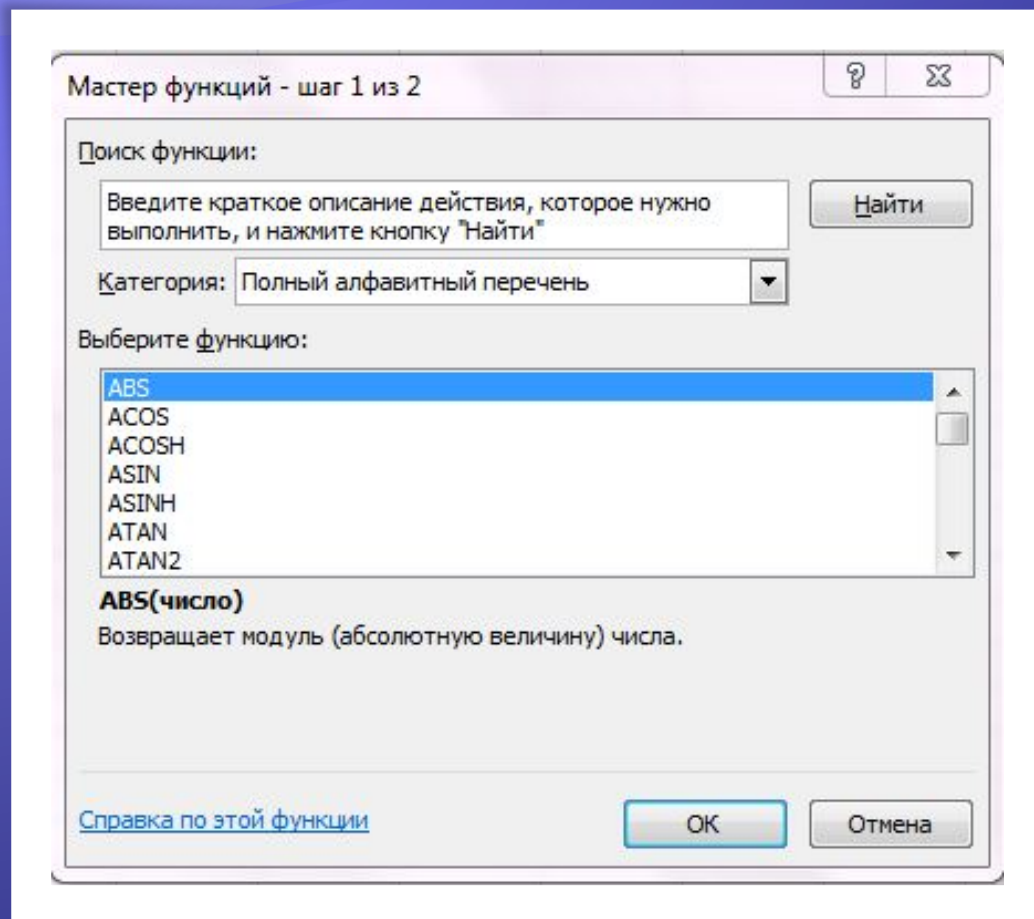 Мастер функций - шаг 1 из 2
Поиск функции:
Введите краткое описание действия, которое нужно
выполнить, и нажмите кнопку "Найти"
Найти
Категория: Полный алфавитный перечень
Выберите функцию:
ABS
ACOS
ACOSH
ASIN
ASINH
ATAN
ATAN2
ABS(число)
Возвращает модуль (абсолютную величину) числа.
Справка по этой функции
ОК
Отмена